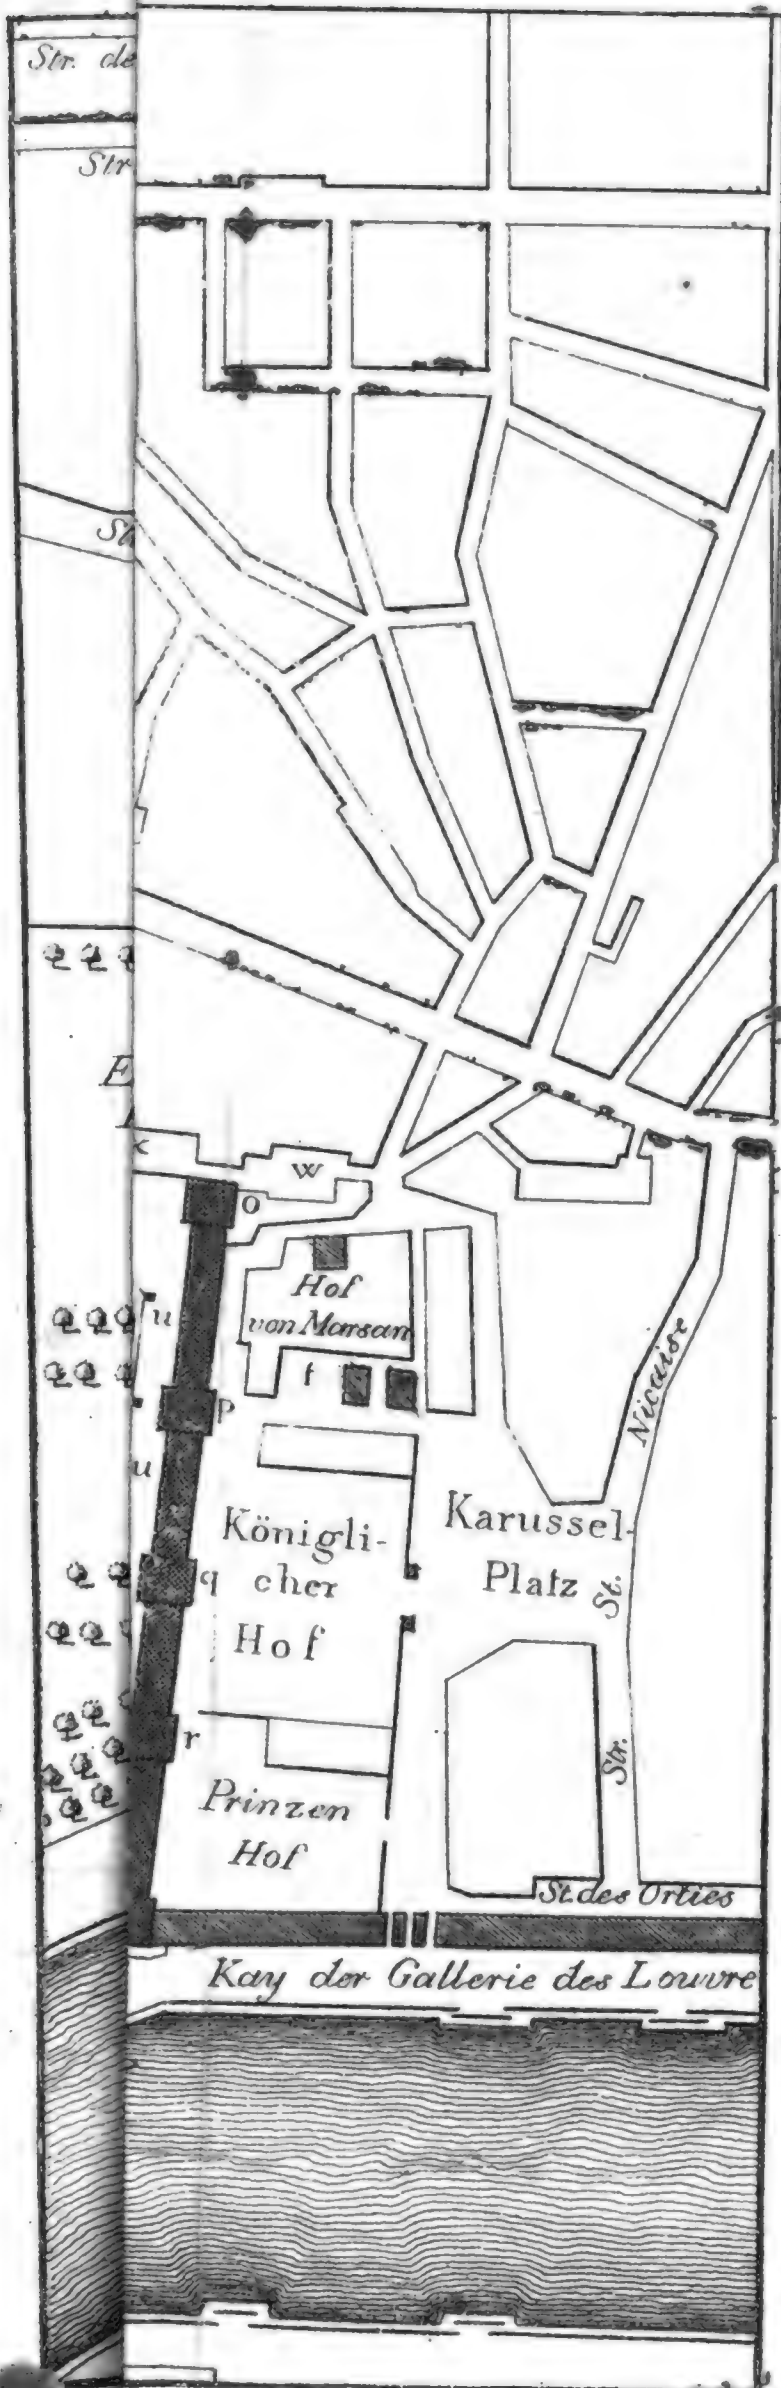 Str. de
Str
St
E
w
o
Hof
von Marsan
u
f
p
Nicaise
u
Königli-
cher
Hof
q
Karussel-
Platz
St.
r
Str.
Prinzen
Hof
St. des Orties
Kay der Gallerie des Louvre